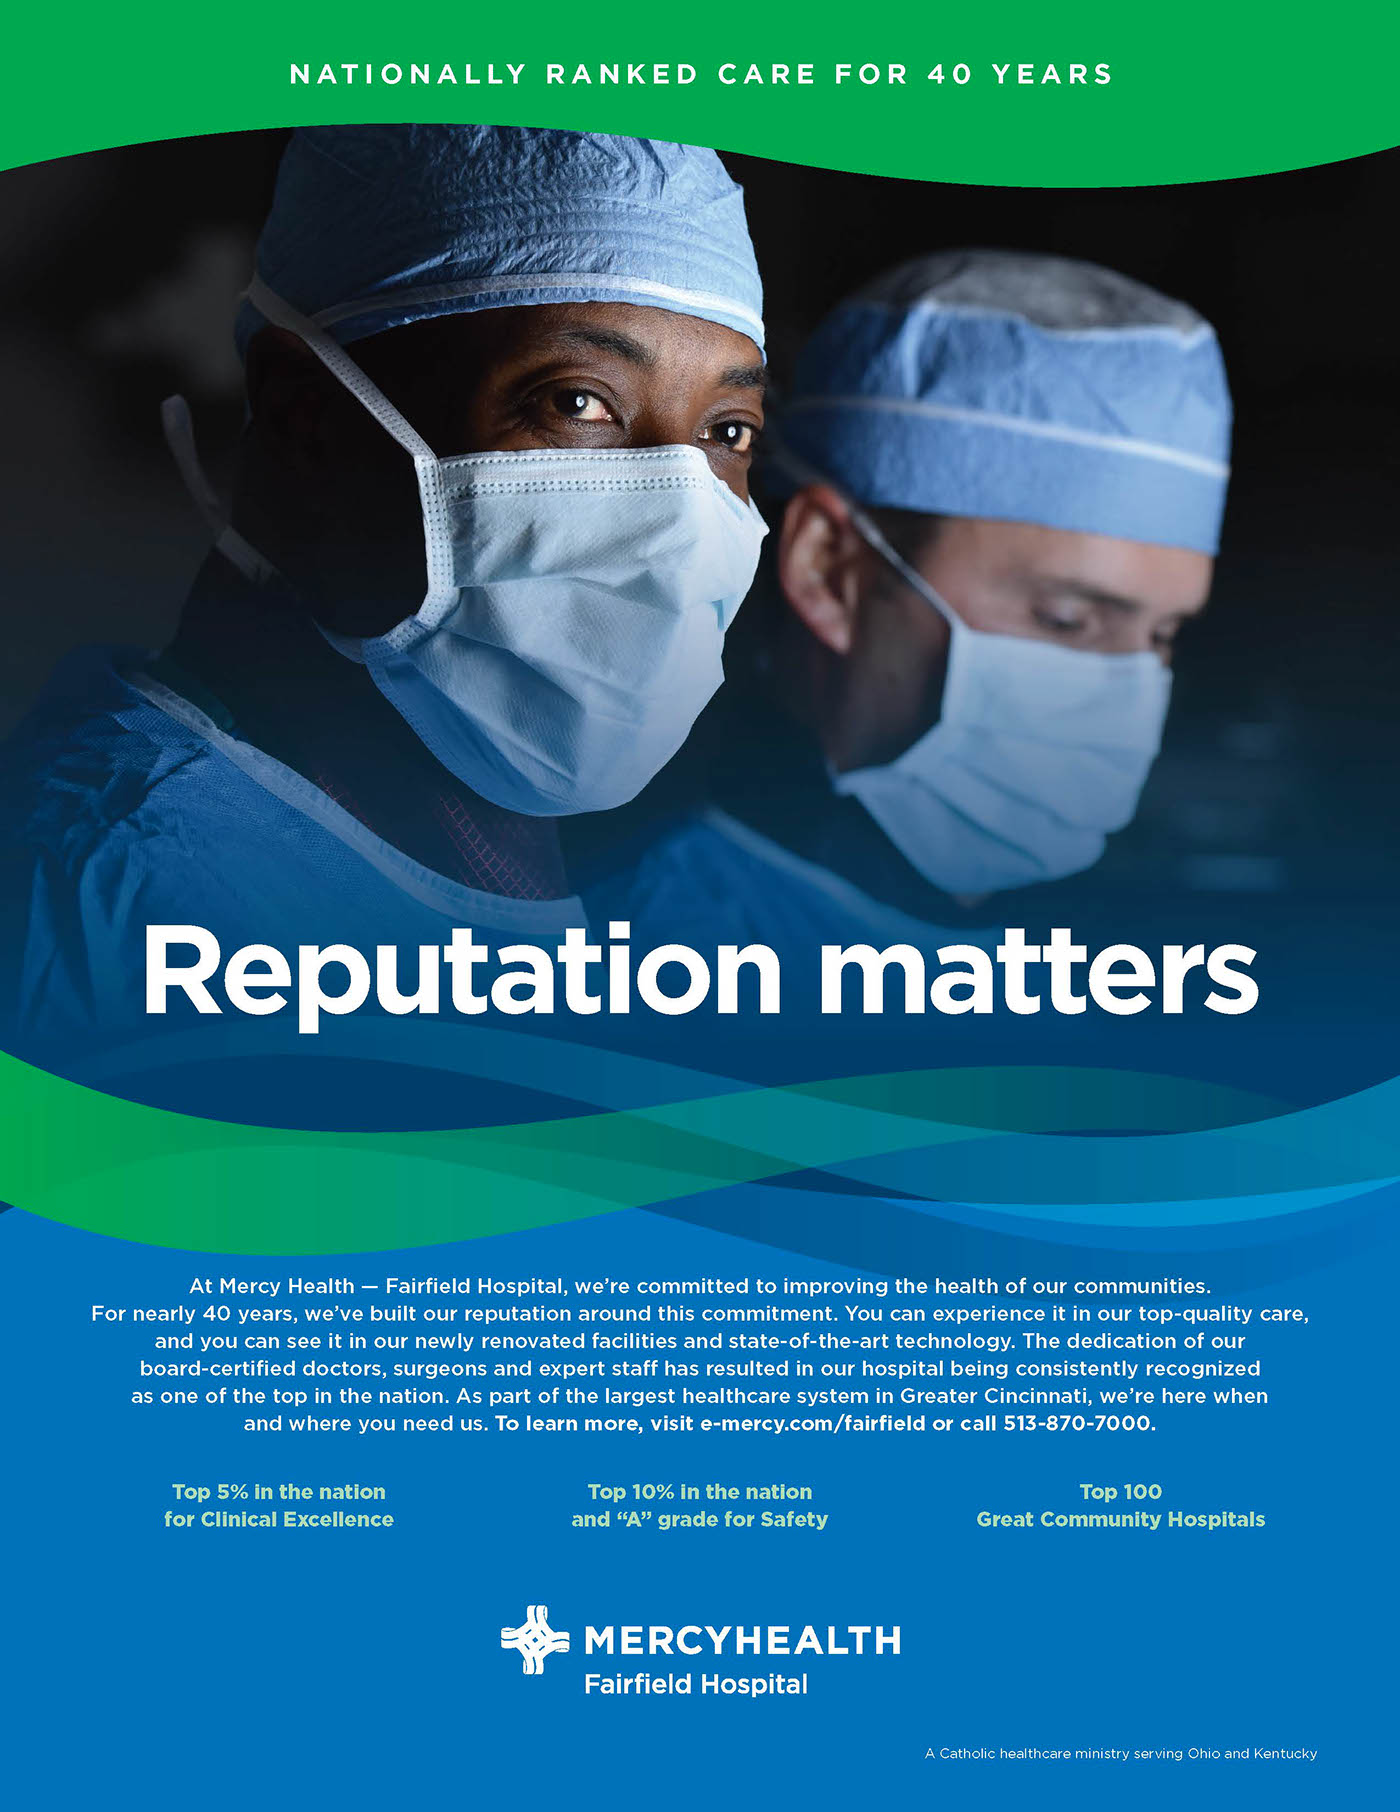 NATIONALLY RANKED CARE FOR 40 YEARS
Reputation matters
At Mercy Health — Fairfield Hospital, we’re committed to improving the health of our communities.
For nearly 40 years, we’ve built our reputation around this commitment. You can experience it in our top-quality care,
and you can see it in our newly renovated facilities and state-of-the-art technology. The dedication of our
board-certified doctors, surgeons and expert staff has resulted in our hospital being consistently recognized
as one of the top in the nation. As part of the largest healthcare system in Greater Cincinnati, we’re here when
and where you need us. To learn more, visit e-mercy.com/fairfield or call 513-870-7000.
Top 5% in the nation
for Clinical Excellence
Top 10% in the nation
and “A” grade for Safety
Top 100
Great Community Hospitals
MERCYHEALTH
Fairfield Hospital
A Catholic healthcare ministry serving Ohio and Kentucky